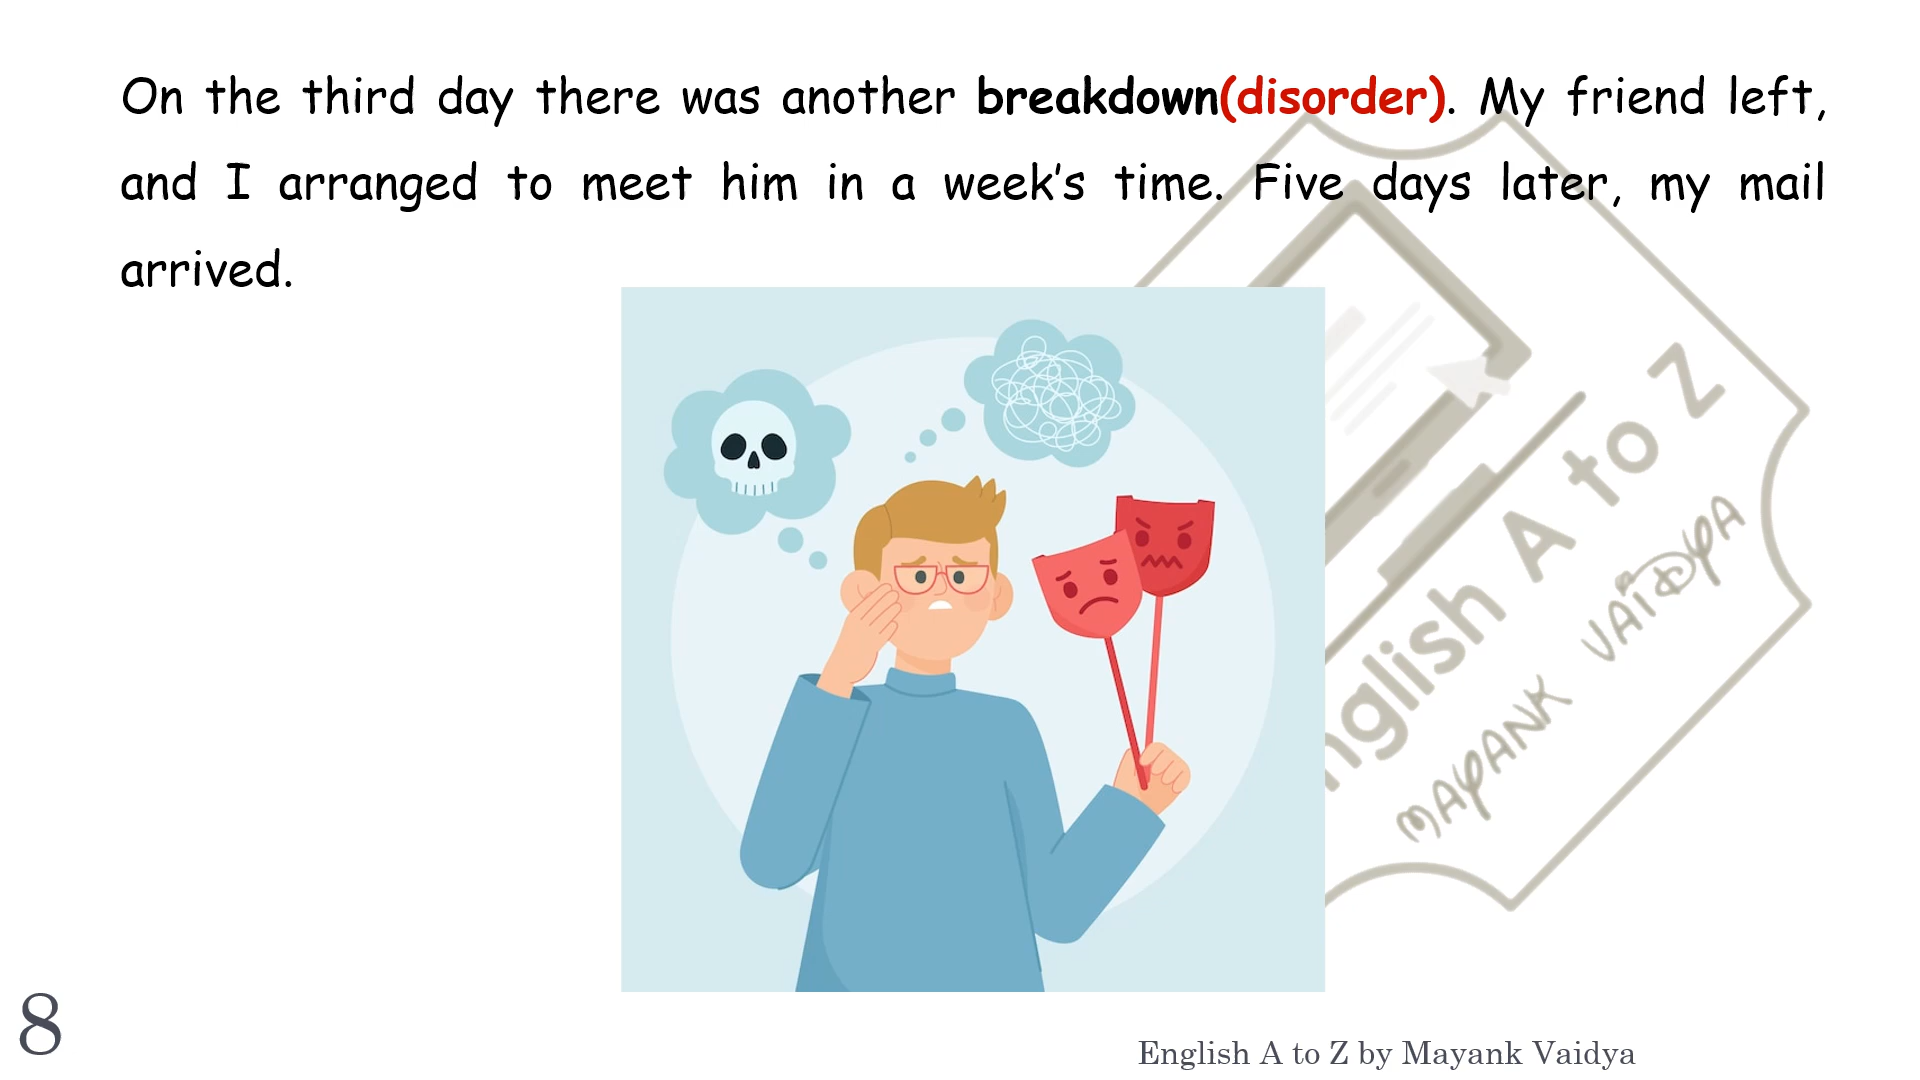 On the third day there was another breakdown(disorder). My friend left,
and I arranged to meet him in a week’s time. Five days later, my mail
arrived.
nglish A to Z
MAYANK VAIDYA
8
English A to Z by Mayank Vaidya